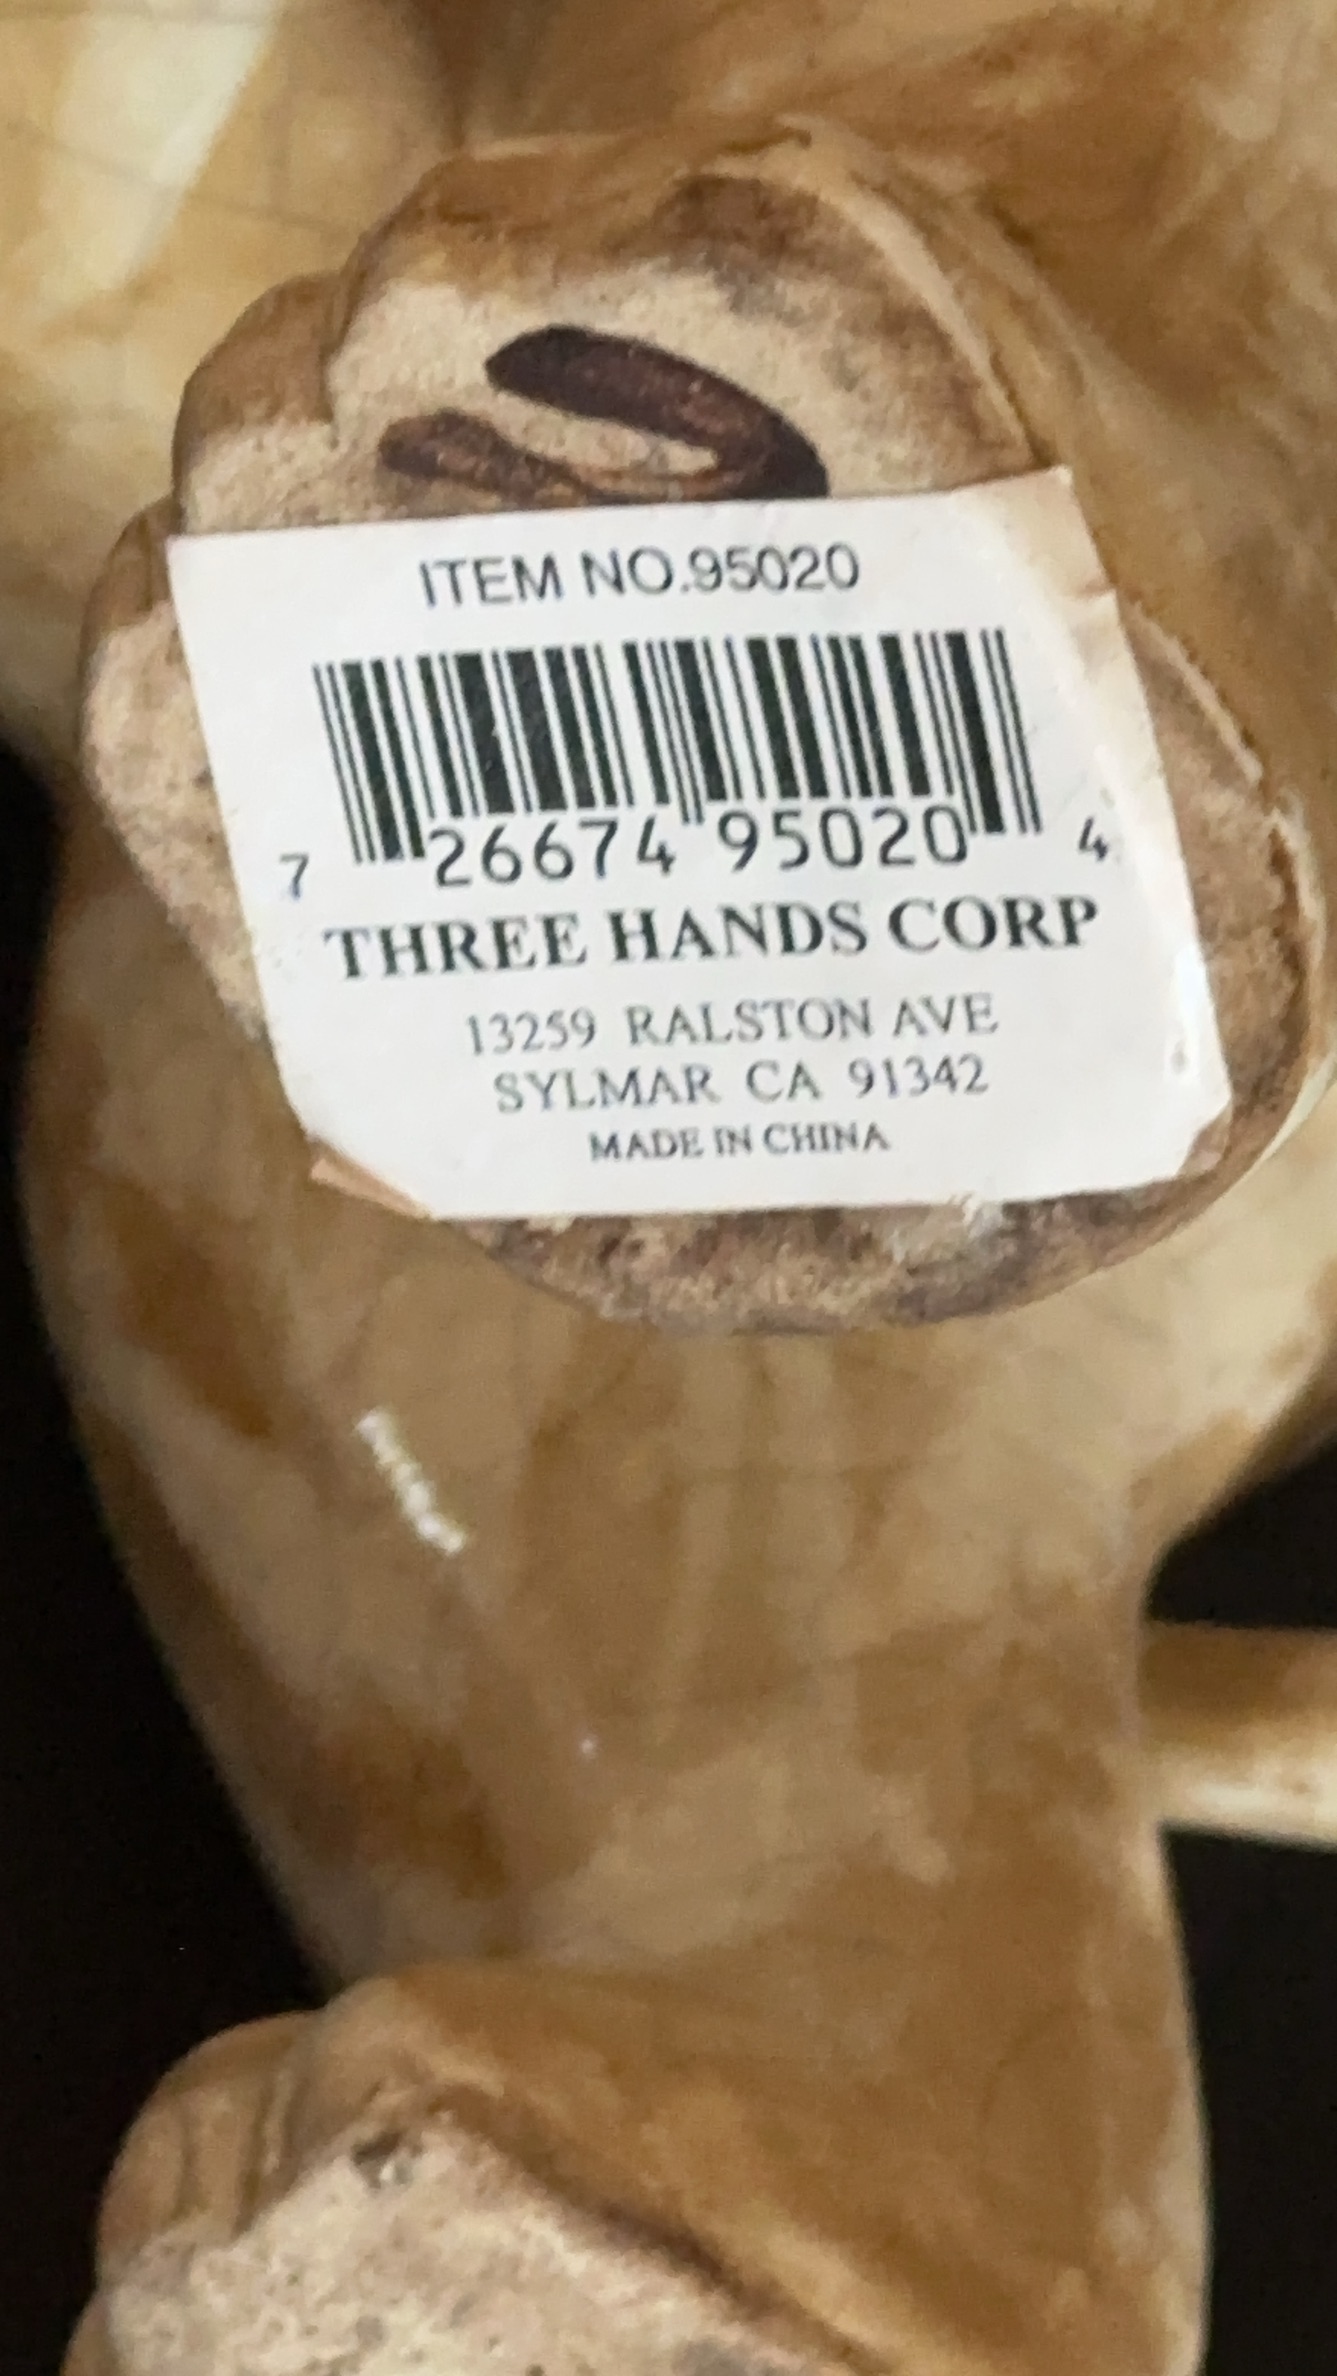 ITEM NO.95020
7 26674 95020 4
THREE HANDS CORP
13259 RALSTON AVE
SYLMAR CA 91342
MADE IN CHINA